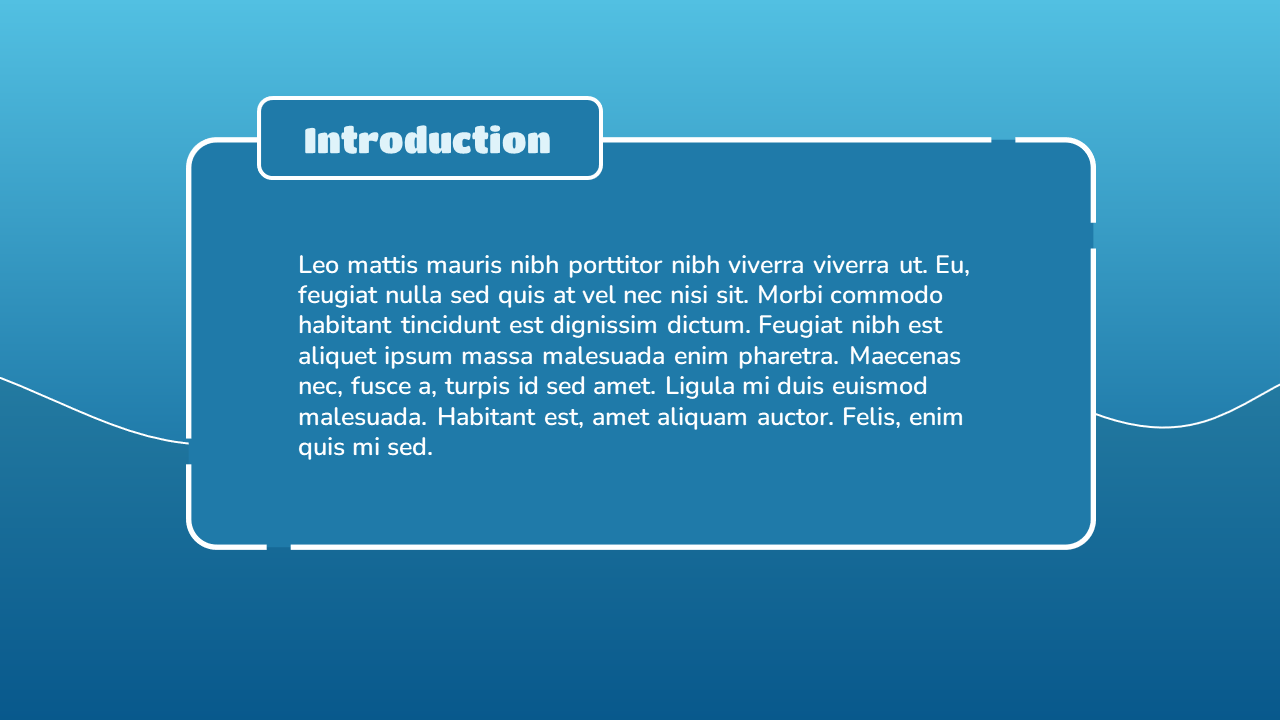 Introduction
Leo mattis mauris nibh porttitor nibh viverra viverra ut. Eu,
feugiat nulla sed quis at vel nec nisi sit. Morbi commodo
habitant tincidunt est dignissim dictum. Feugiat nibh est
aliquet ipsum massa malesuada enim pharetra. Maecenas
nec, fusce a, turpis id sed amet. Ligula mi duis euismod
malesuada. Habitant est, amet aliquam auctor. Felis, enim
quis mi sed.